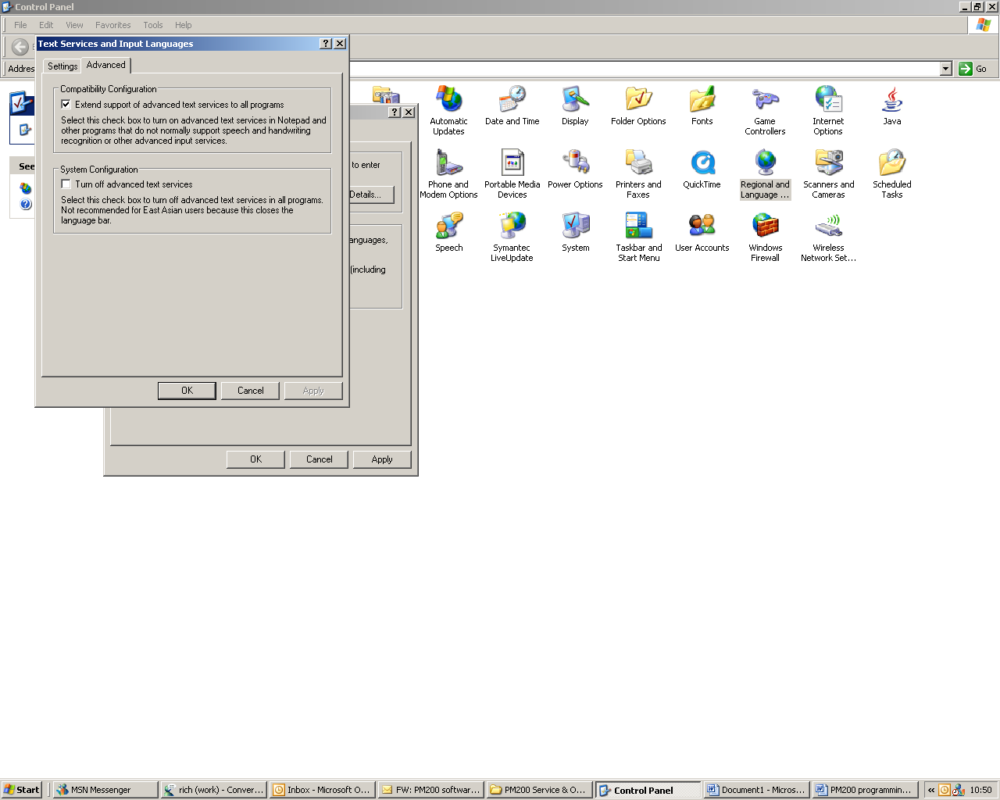 Control Panel
File Edit View Favorites Tools Help
Text Services and Input Languages
Addres
Go
Settings Advanced
Compatibility Configuration
Extend support of advanced text services to all programs
Select this check box to turn on advanced text services in Notepad and
other programs that do not normally support speech and handwriting
recognition or other advanced input services.
System Configuration
Turn off advanced text services
Select this check box to turn off advanced text services in all programs.
Not recommended for East Asian users because this closes the
language bar.
OK Cancel Apply
See
to enter
Details...
anguages,
(including
OK Cancel Apply
Automatic
Updates
Date and Time
Display
Folder Options
Fonts
Game
Controllers
Internet
Options
Java
Phone and
Modem Options
Portable Media
Devices
Power Options
Printers and
Faxes
QuickTime
Regional and
Language ...
Scanners and
Cameras
Scheduled
Tasks
Speech
Symantec
LiveUpdate
System
Taskbar and
Start Menu
User Accounts
Windows
Firewall
Wireless
Network Set...
Start MSN Messenger rich (work) - Conver... Inbox - Microsoft O... FW: PM200 softwar... PM200 Service & O... Control Panel Document1 - Micros... PM200 programmin... « 10:50